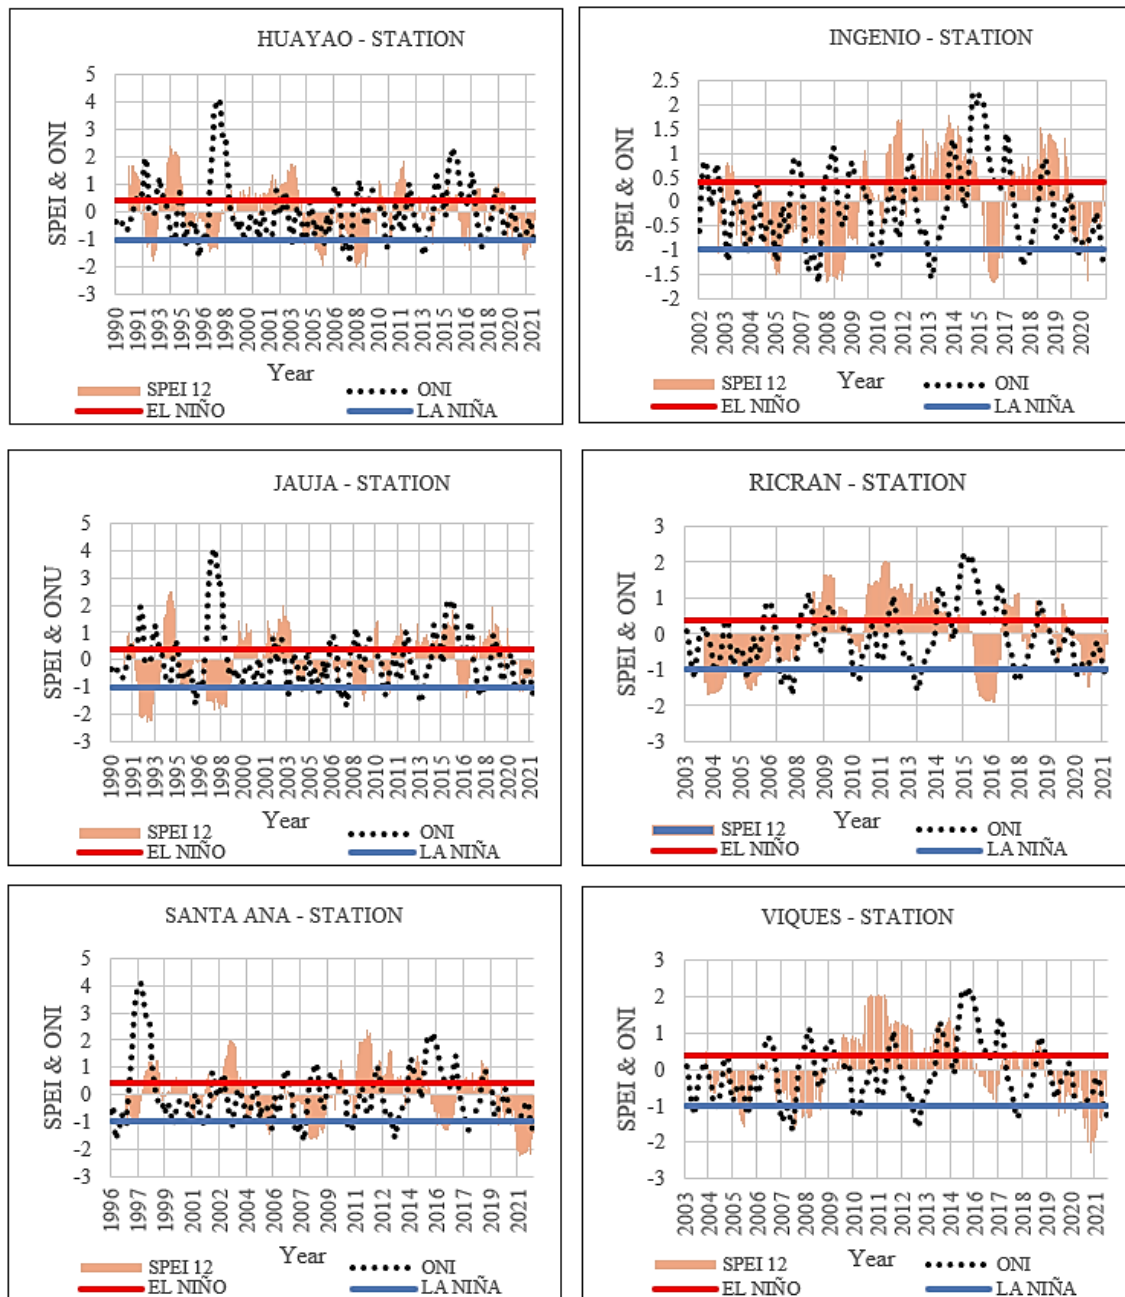 HUAYAO - STATION
SPEI & ONI
5
4
3
2
1
0
-1
-2
-3
1990 1991 1993 1995 1996 1998 2000 2001 2003 2005 2006 2008 2010 2011 2013 2015 2016 2018 2020 2021
Year
SPEI 12 ONI
EL NIÑO LA NIÑA
INGENIO - STATION
SPEI & ONI
2.5
2
1.5
1
0.5
0
-0.5
-1
-1.5
-2
2002 2003 2004 2005 2007 2008 2009 2010 2012 2013 2014 2015 2017 2018 2019 2020
Year
SPEI 12 ONI
EL NIÑO LA NIÑA
JAUJA - STATION
SPEI & ONU
5
4
3
2
1
0
-1
-2
-3
1990 1991 1993 1995 1996 1998 2000 2001 2003 2005 2006 2008 2010 2011 2013 2015 2016 2018 2020 2021
Year
SPEI 12 ONI
EL NIÑO LA NIÑA
RICRAN - STATION
SPEI & ONI
3
2
1
0
-1
-2
-3
2003 2004 2005 2006 2008 2009 2010 2011 2013 2014 2015 2016 2018 2019 2020 2021
Year
SPEI 12 ONI
EL NIÑO LA NIÑA
SANTA ANA - STATION
SPEI & ONI
5
4
3
2
1
0
-1
-2
-3
1996 1997 1999 2001 2002 2004 2006 2007 2009 2011 2012 2014 2016 2017 2019 2021
Year
SPEI 12 ONI
EL NIÑO LA NIÑA
VIQUES - STATION
SPEI & ONI
3
2
1
0
-1
-2
-3
2003 2004 2005 2006 2007 2008 2009 2010 2011 2012 2013 2014 2015 2016 2017 2018 2019 2020 2021
Year
SPEI 12 ONI
EL NIÑO LA NIÑA